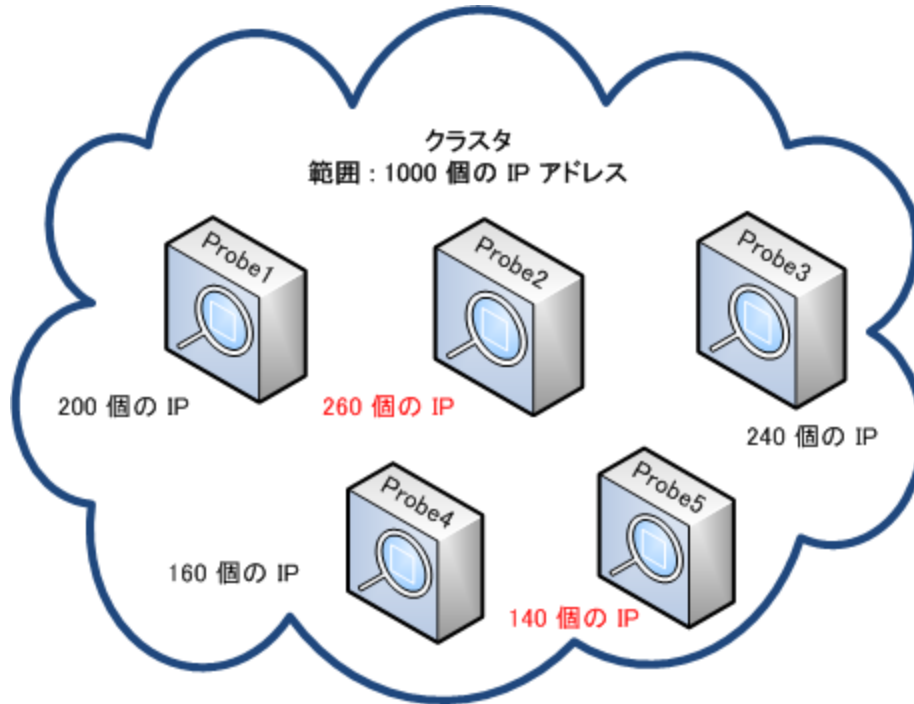 クラスタ
範囲 : 1000 個の IP アドレス
Probe1
Probe2
Probe3
200 個の IP
260 個の IP
240 個の IP
Probe4
Probe5
160 個の IP
140 個の IP